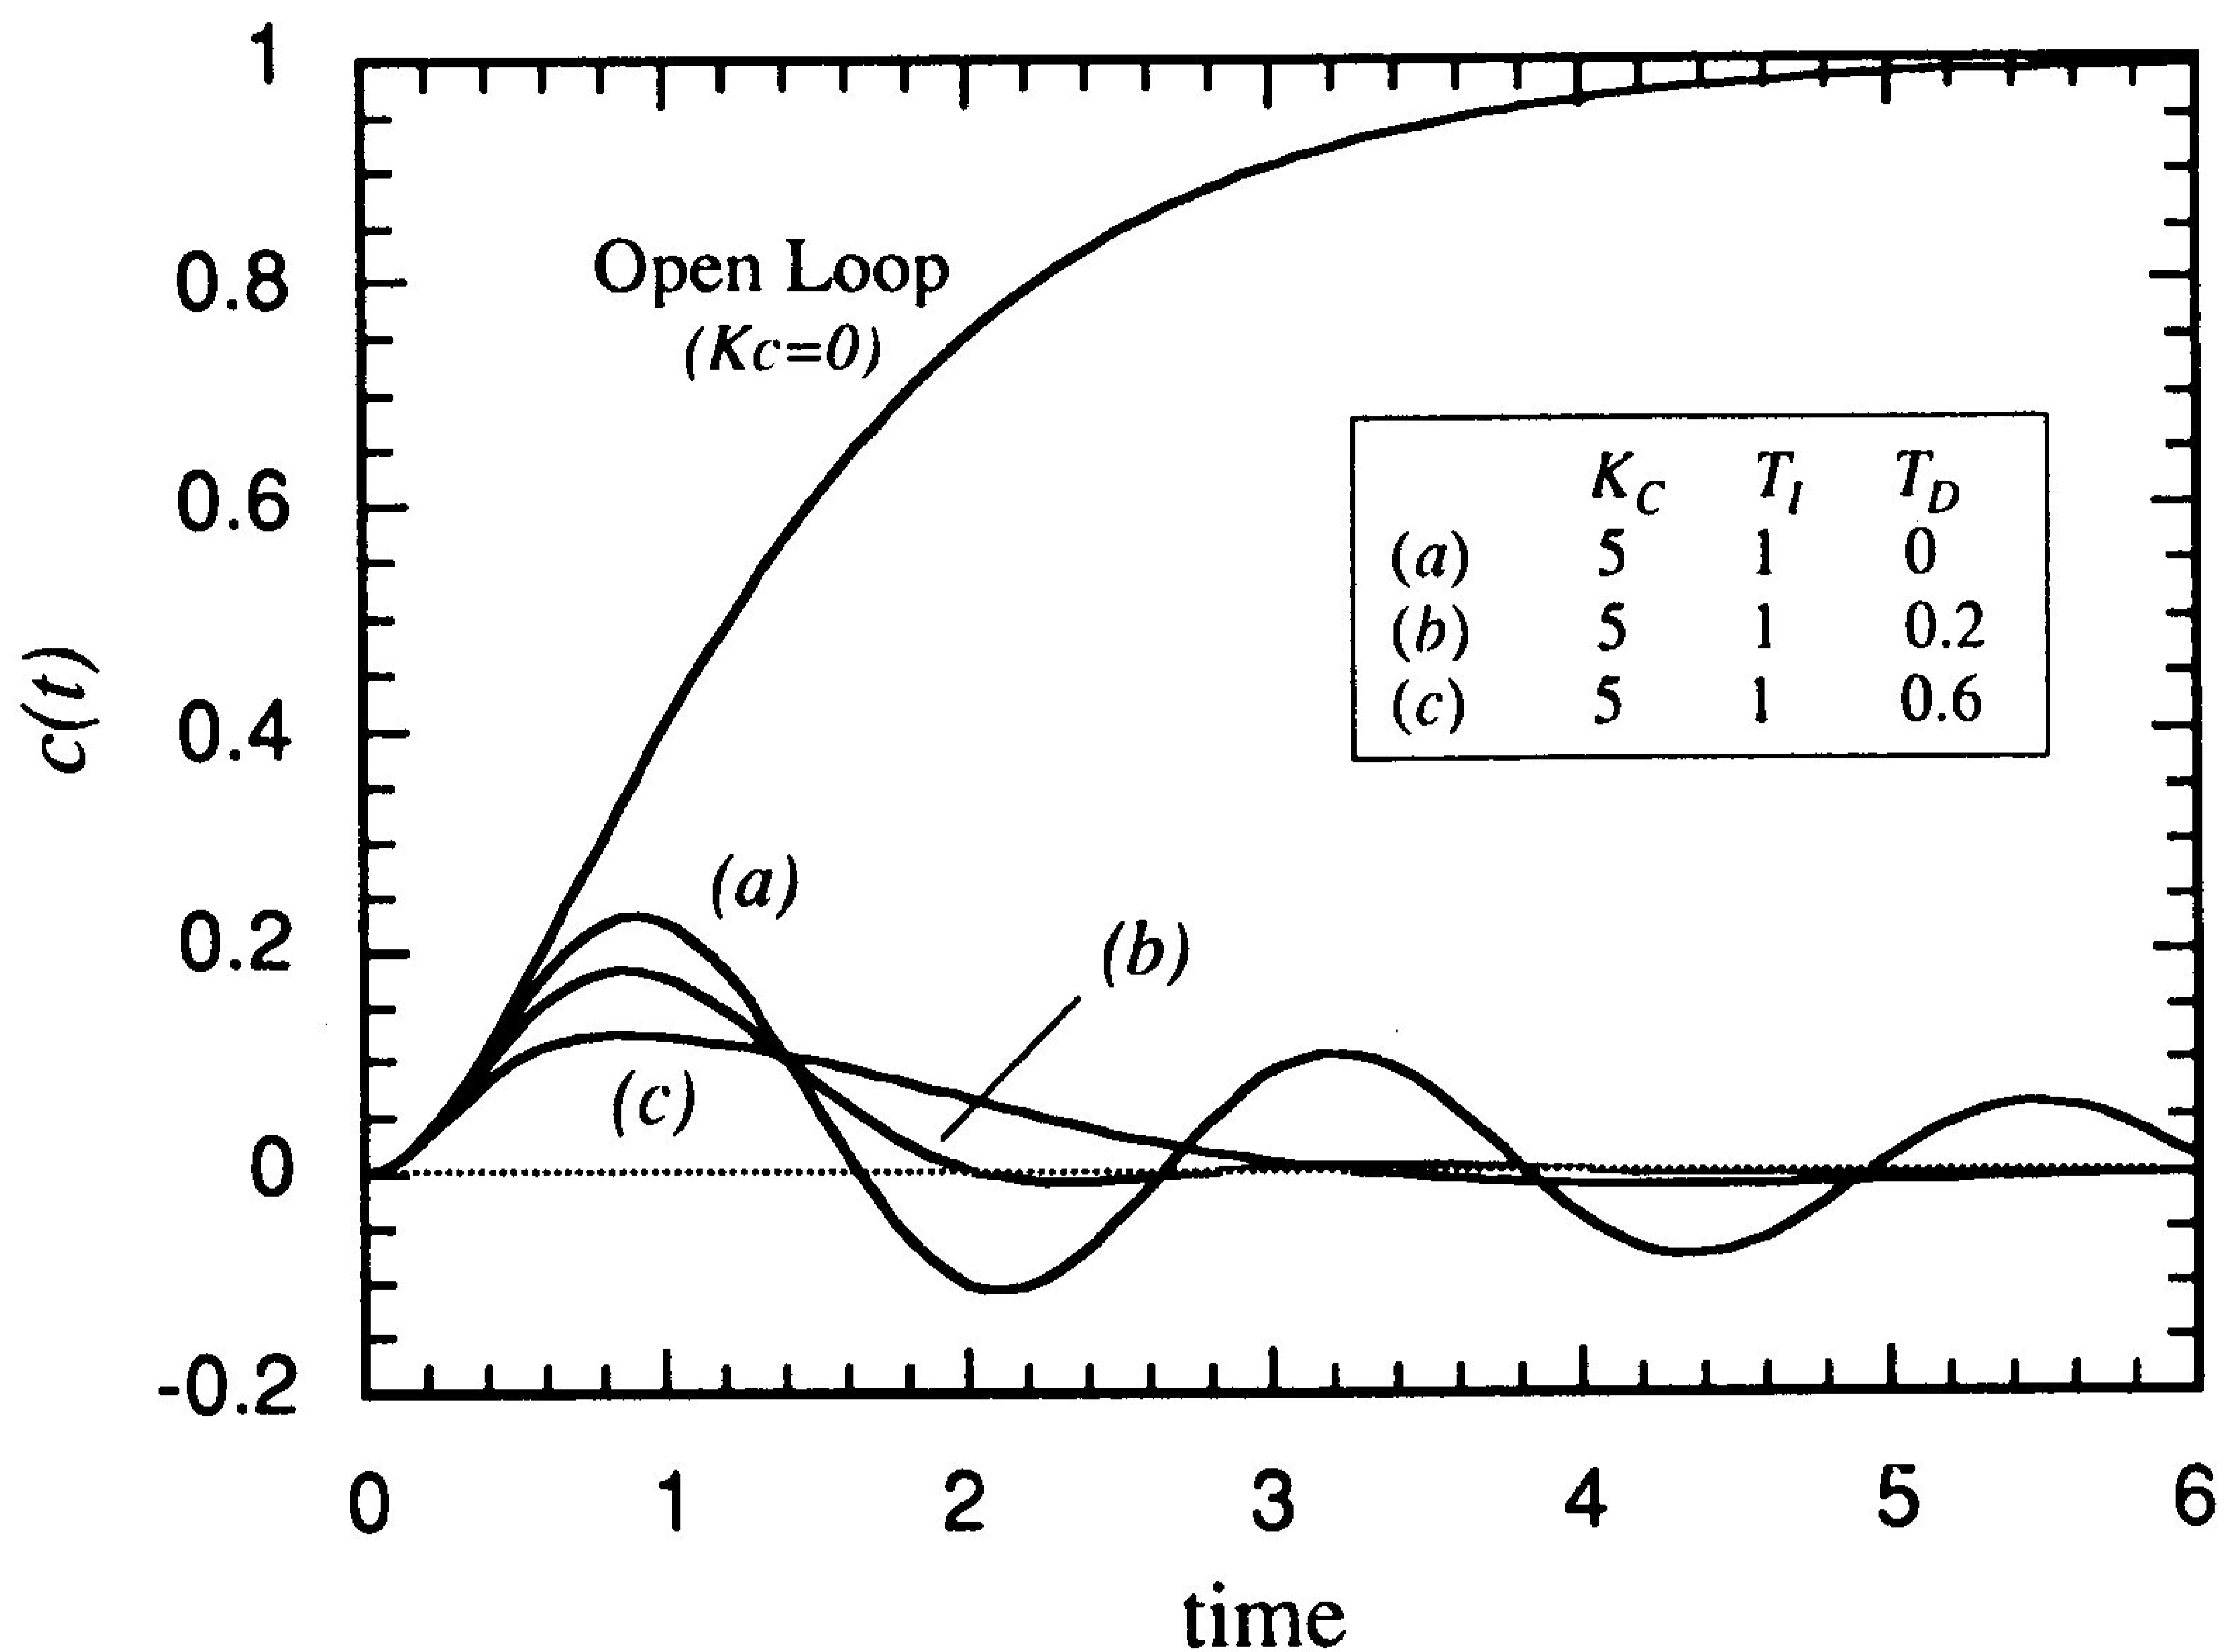 1
0.8
0.6
0.4
0.2
0
-0.2
c(t)
Open Loop
(Kc=0)
K_C T_I T_D
(a) 5 1 0
(b) 5 1 0.2
(c) 5 1 0.6
(a)
(b)
(c)
0 1 2 3 4 5 6
time